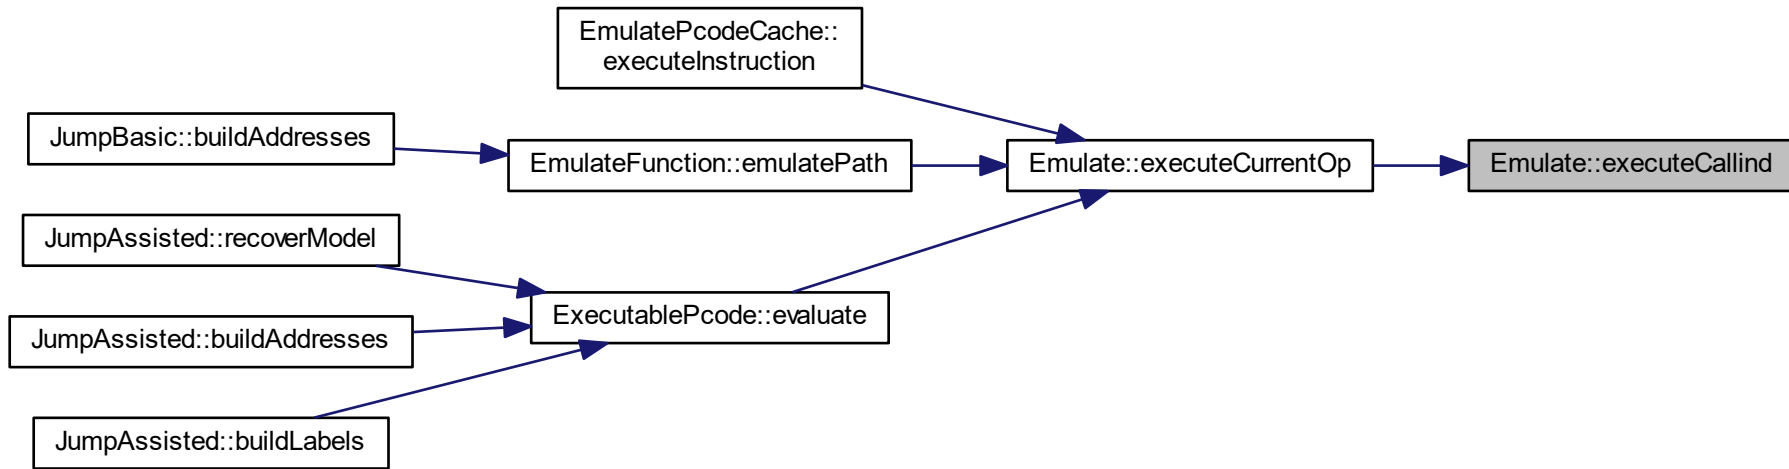 EmulatePcodeCache::
executeInstruction
JumpBasic::buildAddresses
EmulateFunction::emulatePath
Emulate::executeCurrentOp
Emulate::executeCallind
JumpAssisted::recoverModel
ExecutablePcode::evaluate
JumpAssisted::buildAddresses
JumpAssisted::buildLabels